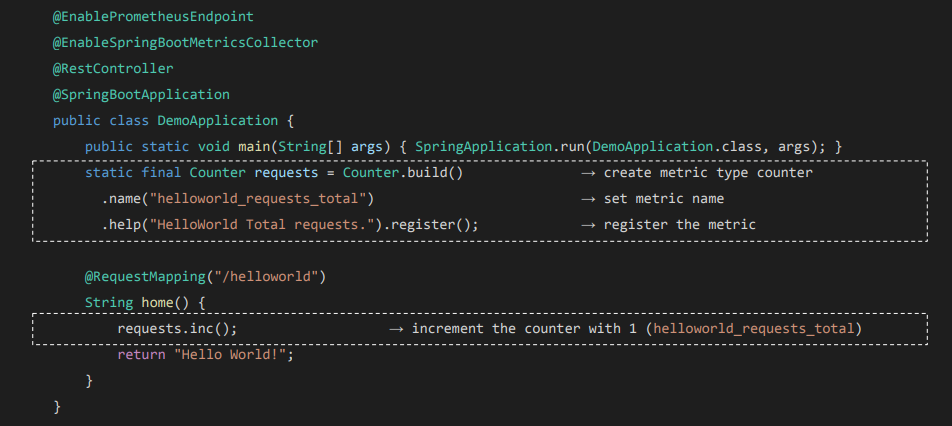 @EnablePrometheusEndpoint
@EnableSpringBootMetricsCollector
@RestController
@SpringBootApplication
public class DemoApplication {
public static void main(String[] args) { SpringApplication.run(DemoApplication.class, args); }
static final Counter requests = Counter.build() → create metric type counter
.name("helloworld_requests_total") → set metric name
.help("HelloWorld Total requests.").register(); → register the metric
@RequestMapping("/helloworld")
String home() {
requests.inc(); → increment the counter with 1 (helloworld_requests_total)
return "Hello World!";
}
}